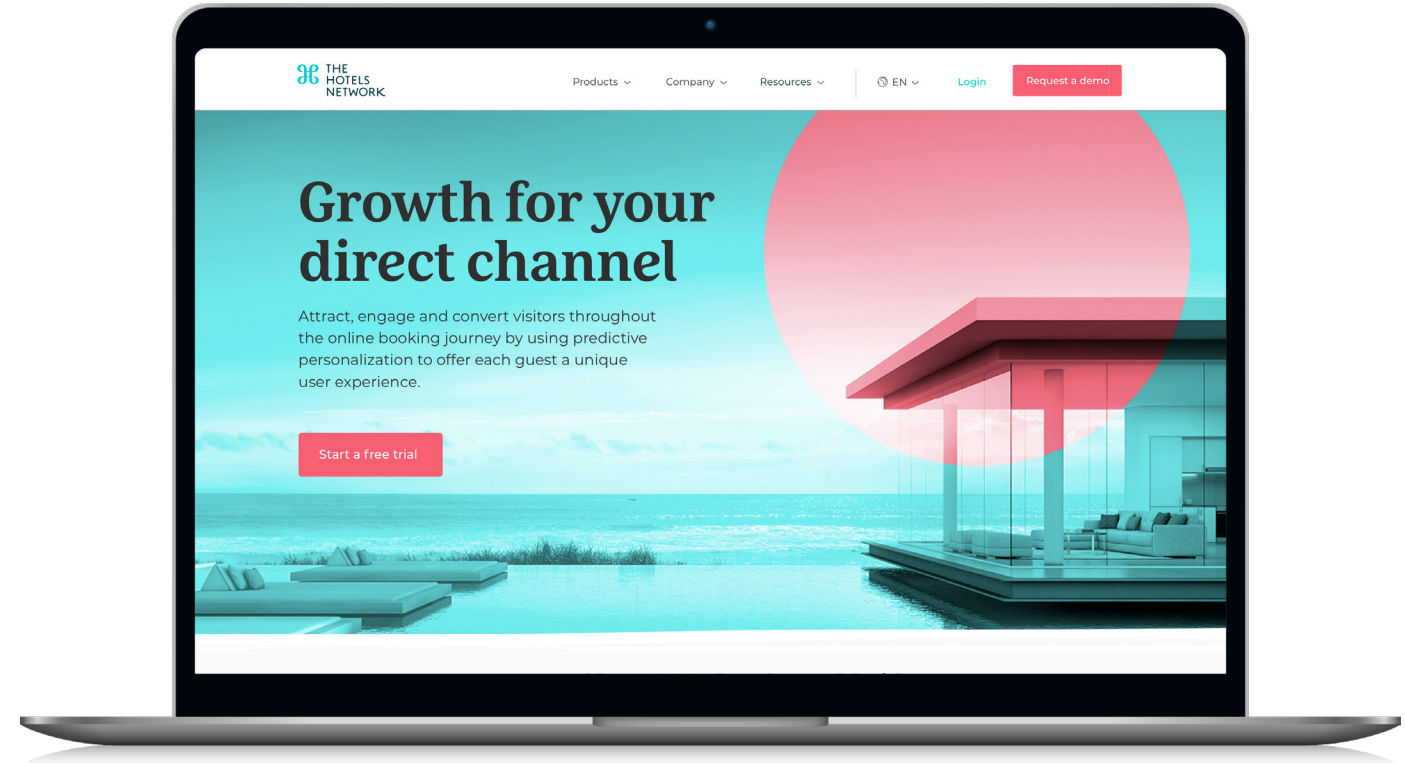 THE
HOTELS
NETWORK
Products
Company
Resources
EN
Login
Request a demo
Growth for your
direct channel
Attract, engage and convert visitors throughout
the online booking journey by using predictive
personalization to offer each guest a unique
user experience.
Start a free trial